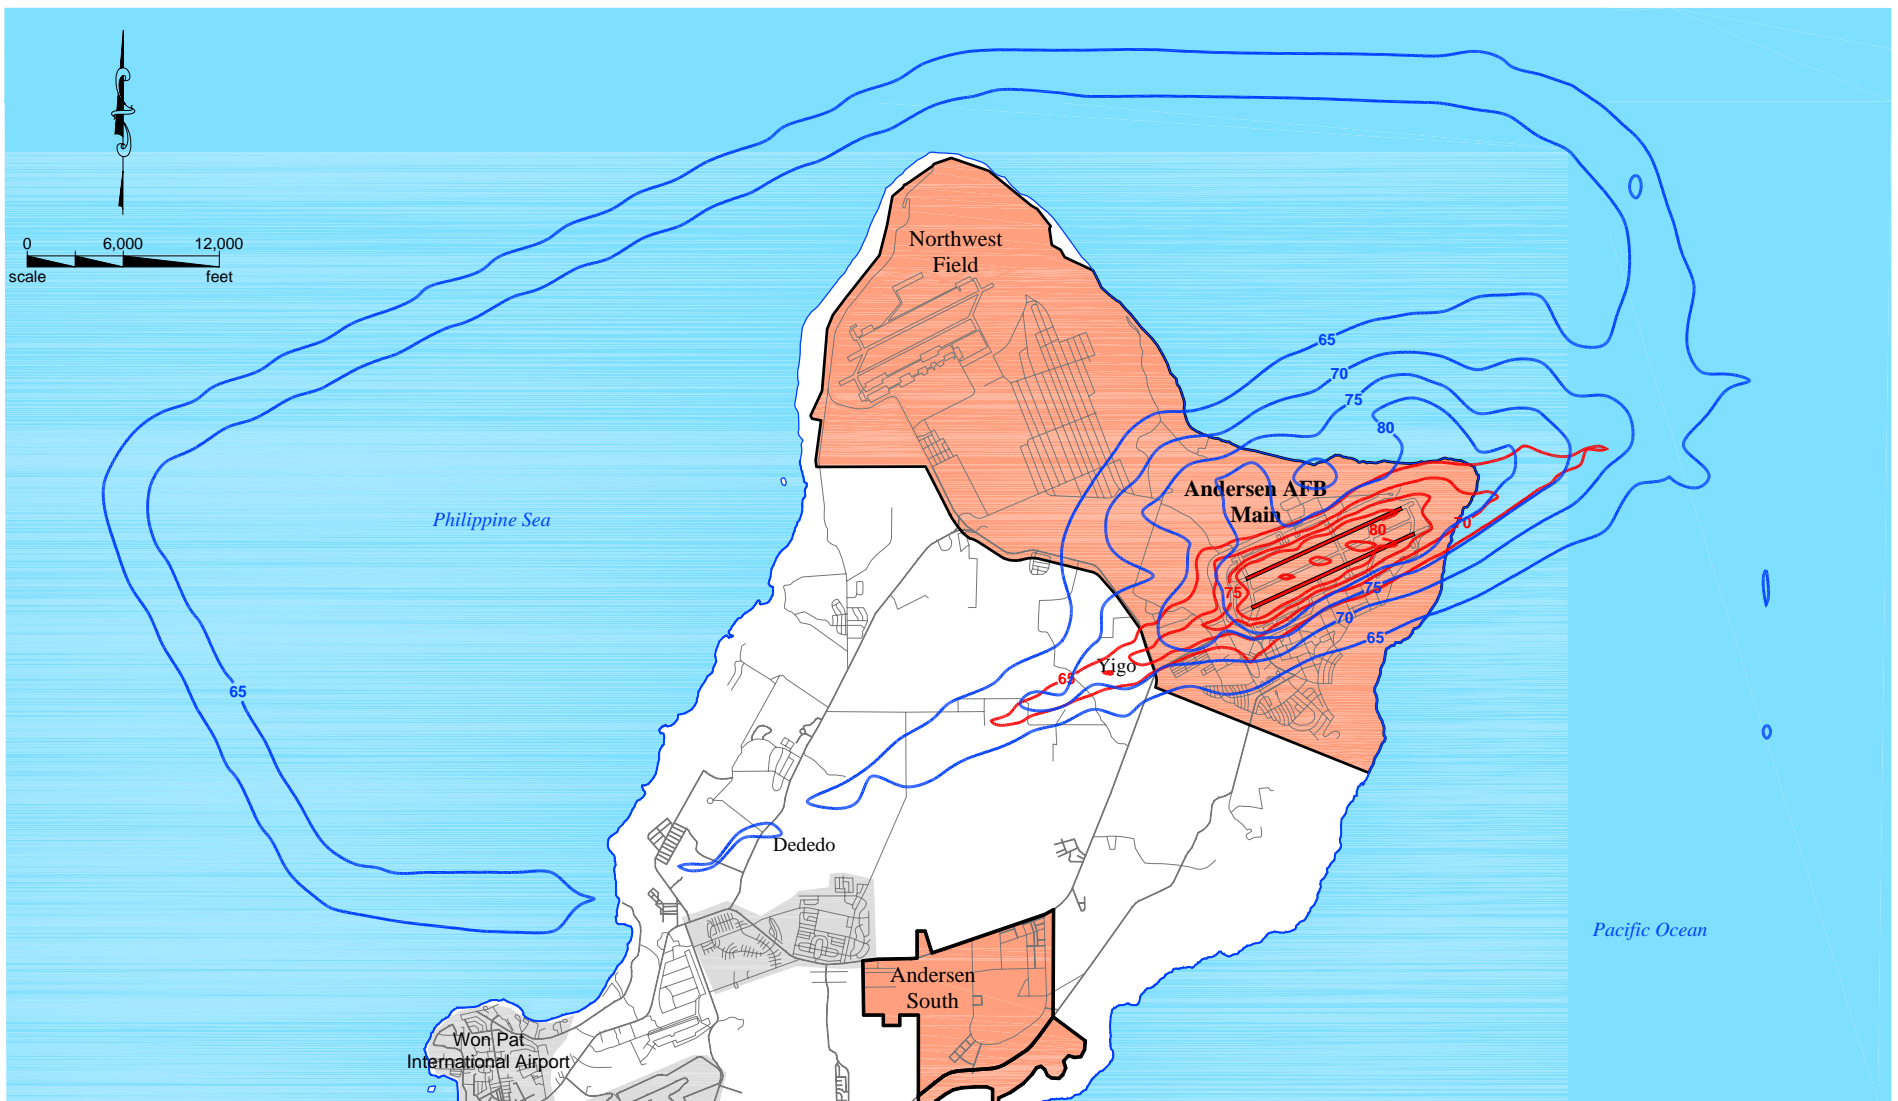 0 6,000 12,000
scale feet
Northwest
Field
65
70
75
80
Andersen AFB
Main
70
80
75
75
70
65
Philippine Sea
Yigo
65
65
Dededo
Pacific Ocean
Andersen
South
Won Pat
International Airport